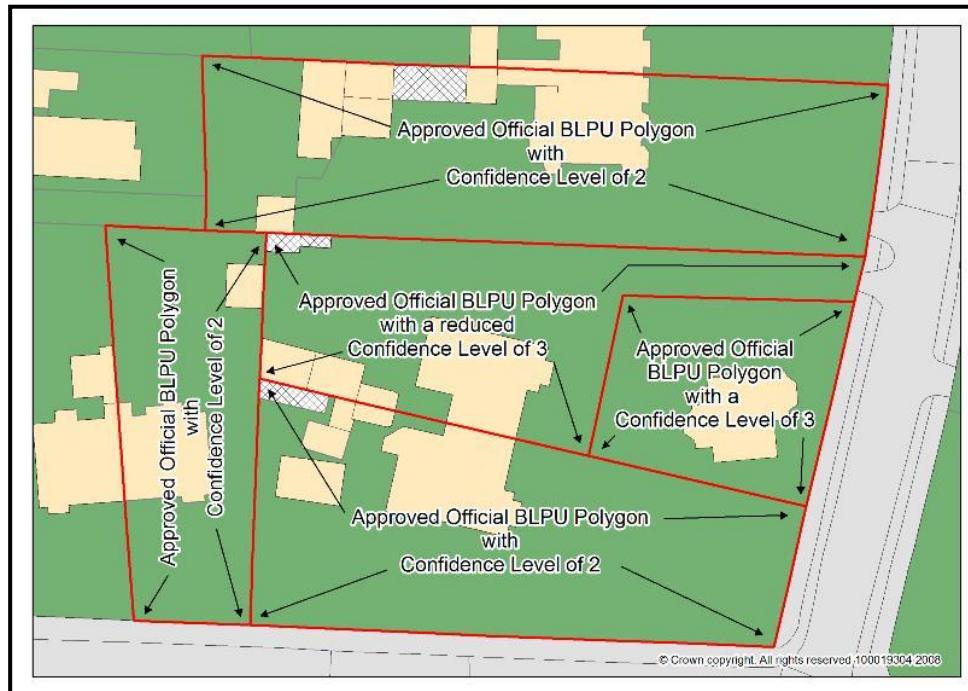 Approved Official BLPU Polygon
with
Confidence Level of 2
Approved Official BLPU Polygon
with
Confidence Level of 2
Approved Official BLPU Polygon
with a reduced
Confidence Level of 3
Approved Official
BLPU Polygon
with a
Confidence Level of 3
Approved Official BLPU Polygon
with
Confidence Level of 2
© Crown copyright. All rights reserved 100019304 2008